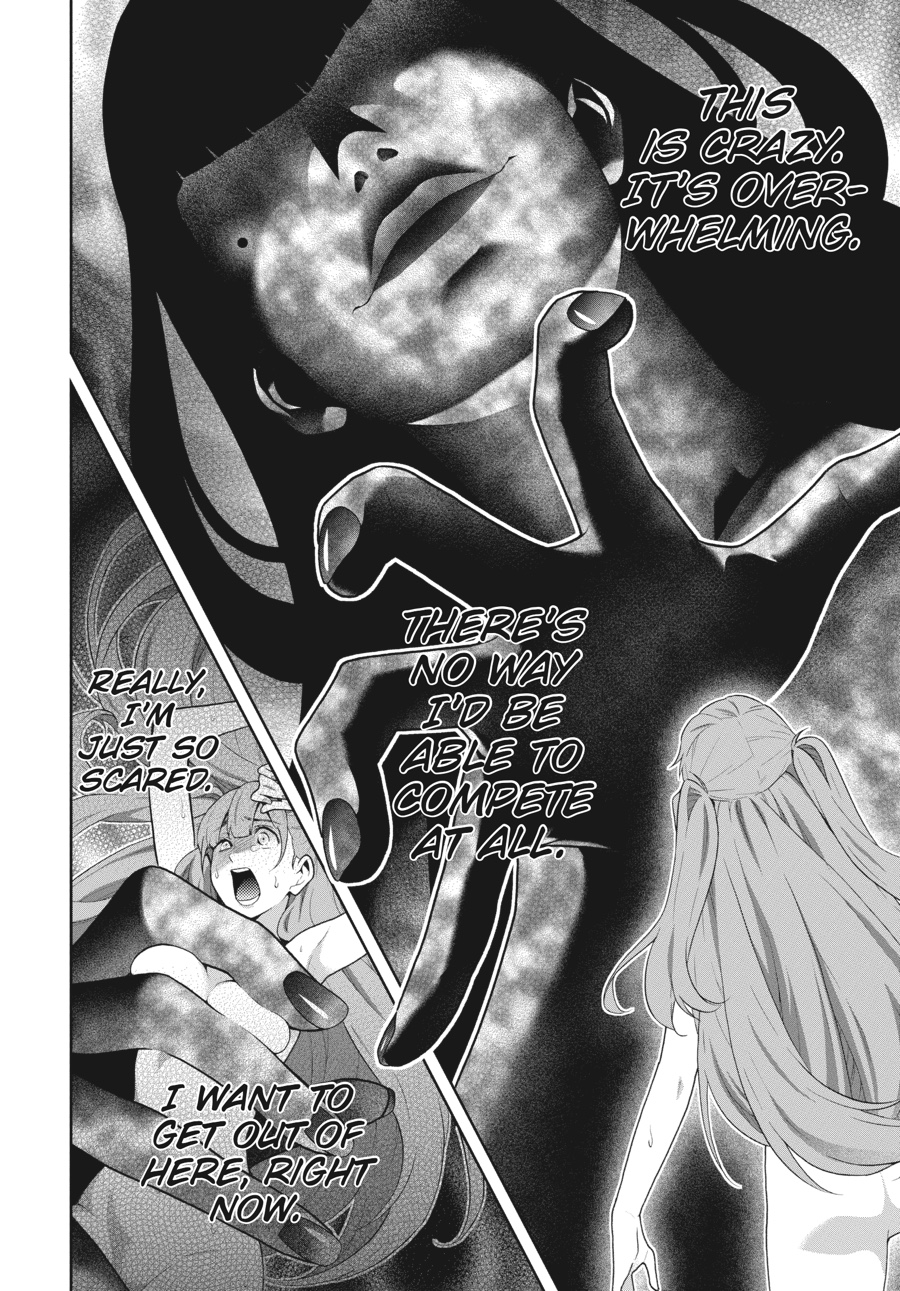 THIS
IS CRAZY.
IT'S OVER-
WHELMING.
THERE'S
NO WAY
I'D BE
ABLE TO
COMPETE
AT ALL.
REALLY,
I'M
JUST SO
SCARED.
I WANT TO
GET OUT OF
HERE, RIGHT
NOW.